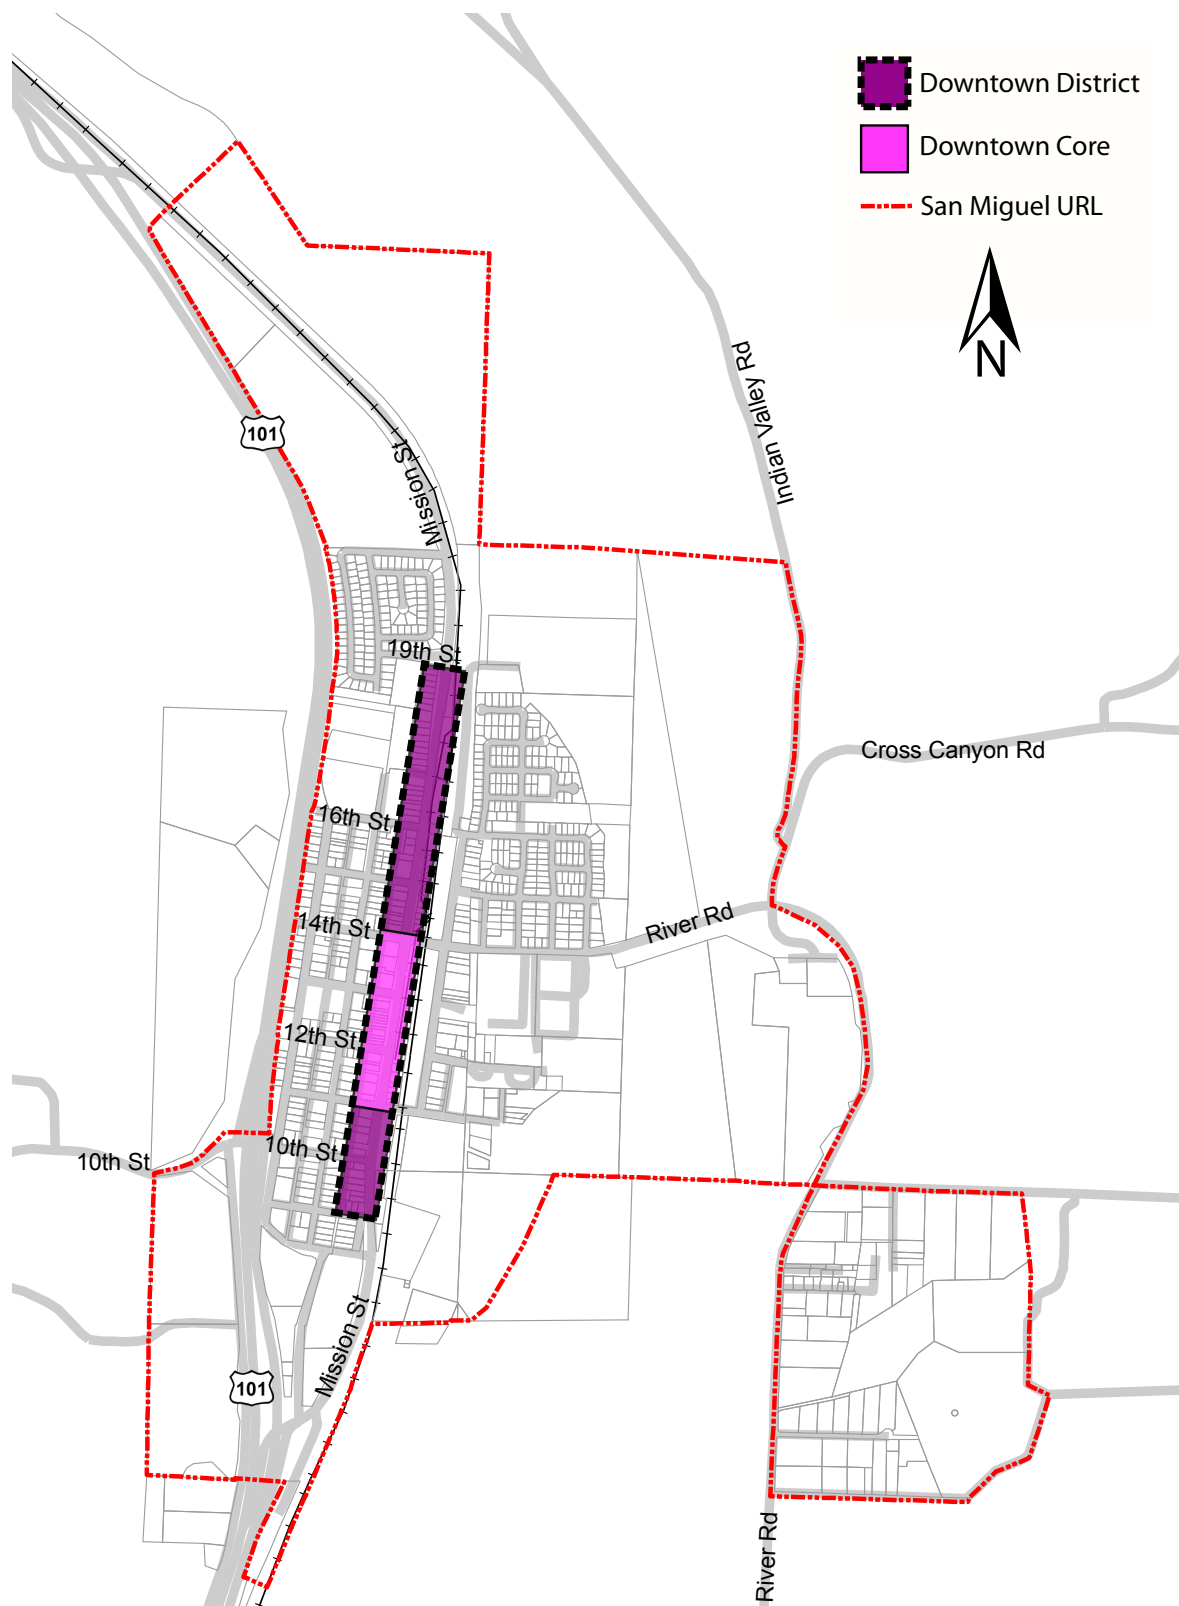 Downtown District
Downtown Core
San Miguel URL
N
Indian Valley Rd
101
Mission St
19th St
Cross Canyon Rd
16th St
River Rd
14th St
12th St
10th St
10th St
Mission St
101
River Rd